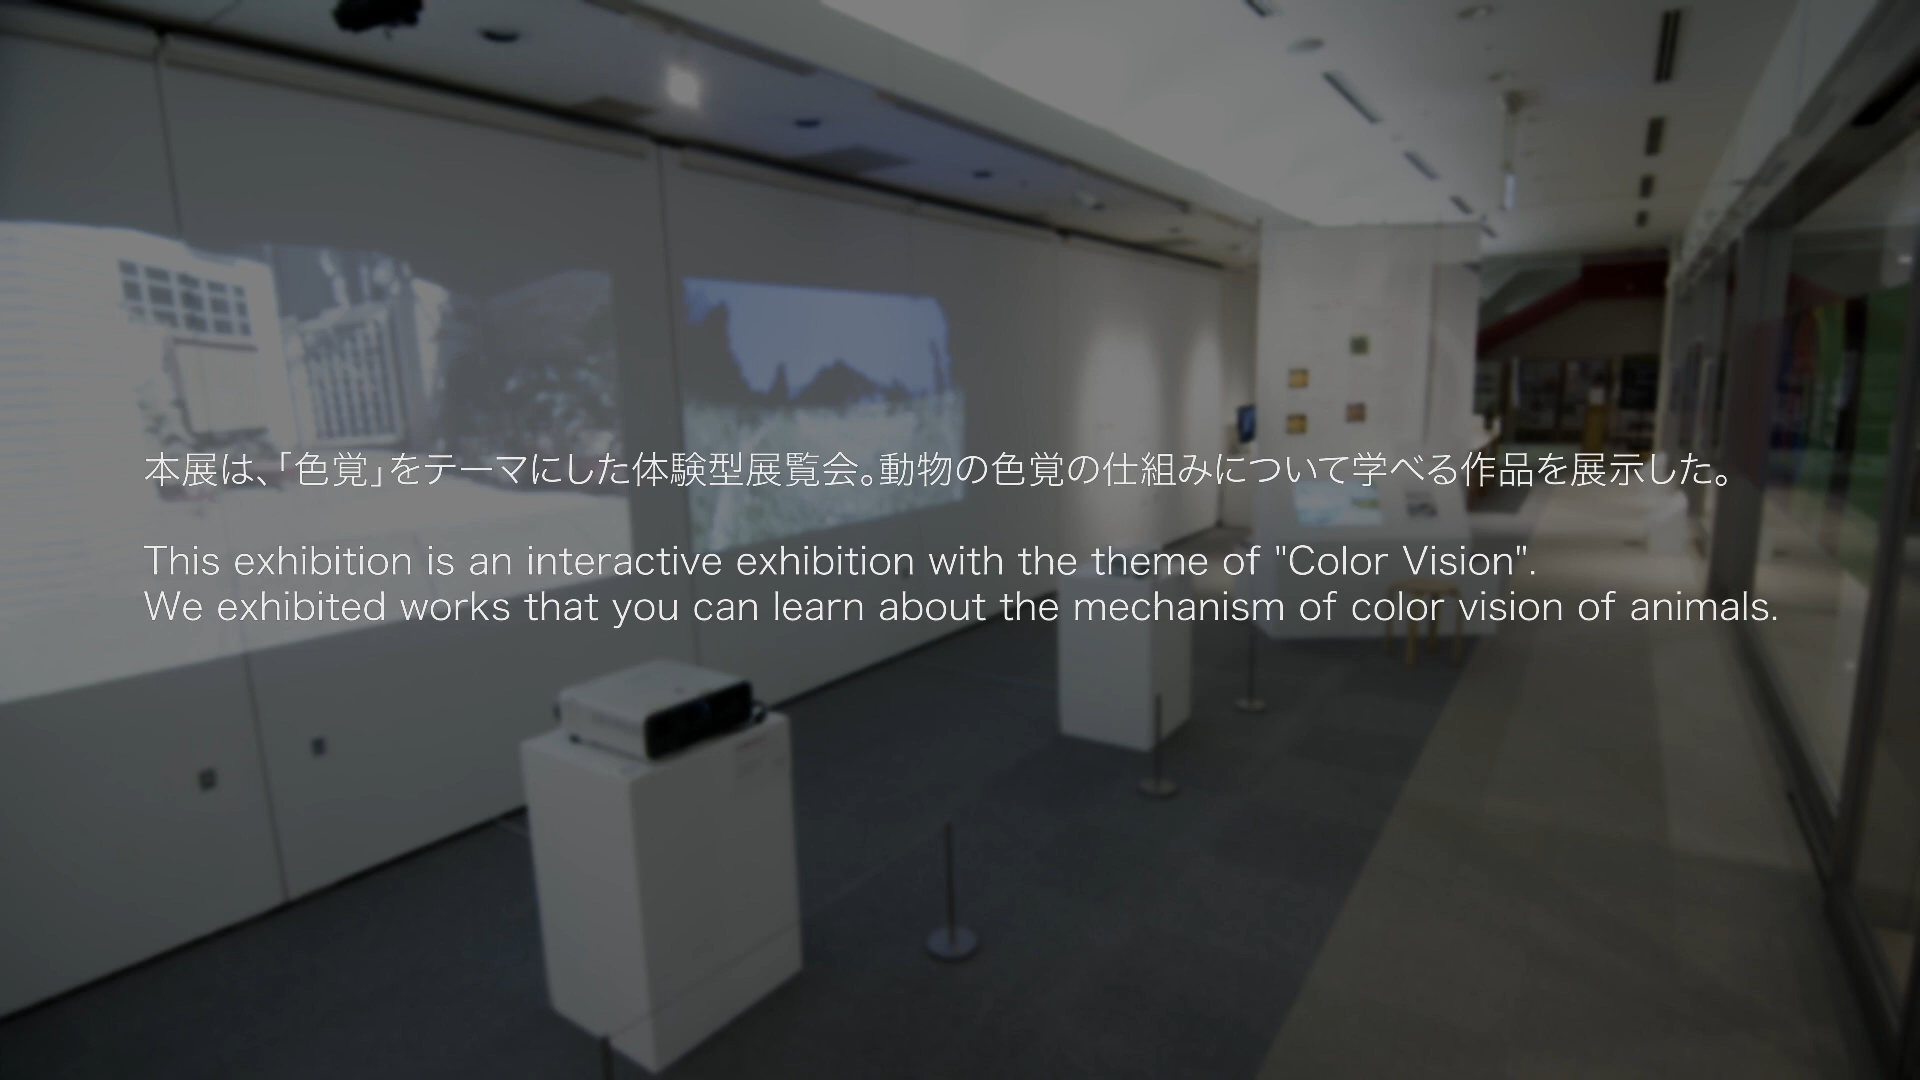 本展は、「色覚」をテーマにした体験型展覧会。動物の色覚の仕組みについて学べる作品を展示した。
This exhibition is an interactive exhibition with the theme of "Color Vision".
We exhibited works that you can learn about the mechanism of color vision of animals.